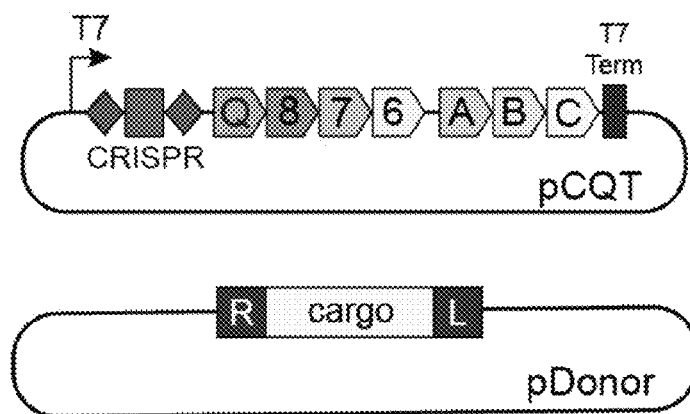 T7
T7
Term
Q 8 7 6 A B C
CRISPR
pCQT
R cargo L
pDonor